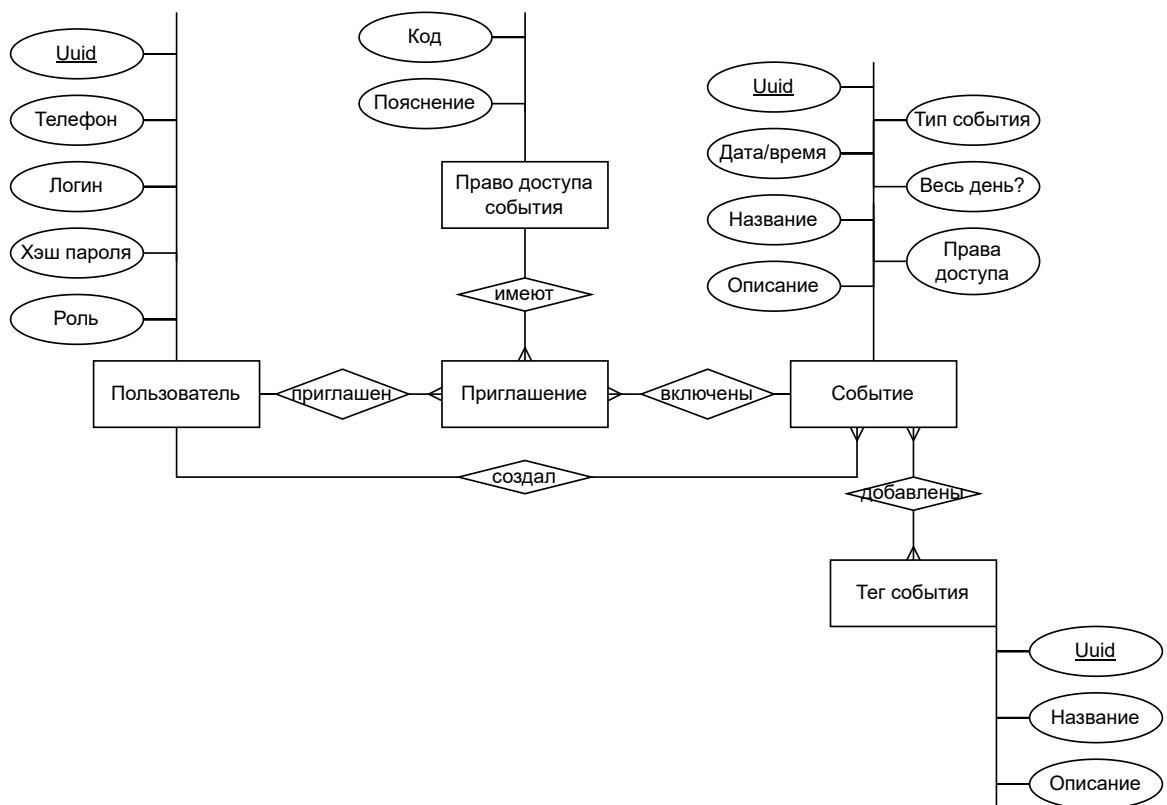 Uuid
Телефон
Логин
Хэш пароля
Роль
Код
Пояснение
Право доступа
события
имеют
Uuid
Дата/время
Название
Описание
Тип события
Весь день?
Права
доступа
Пользователь
приглашен
Приглашение
включены
Событие
создал
добавлены
Тег события
Uuid
Название
Описание